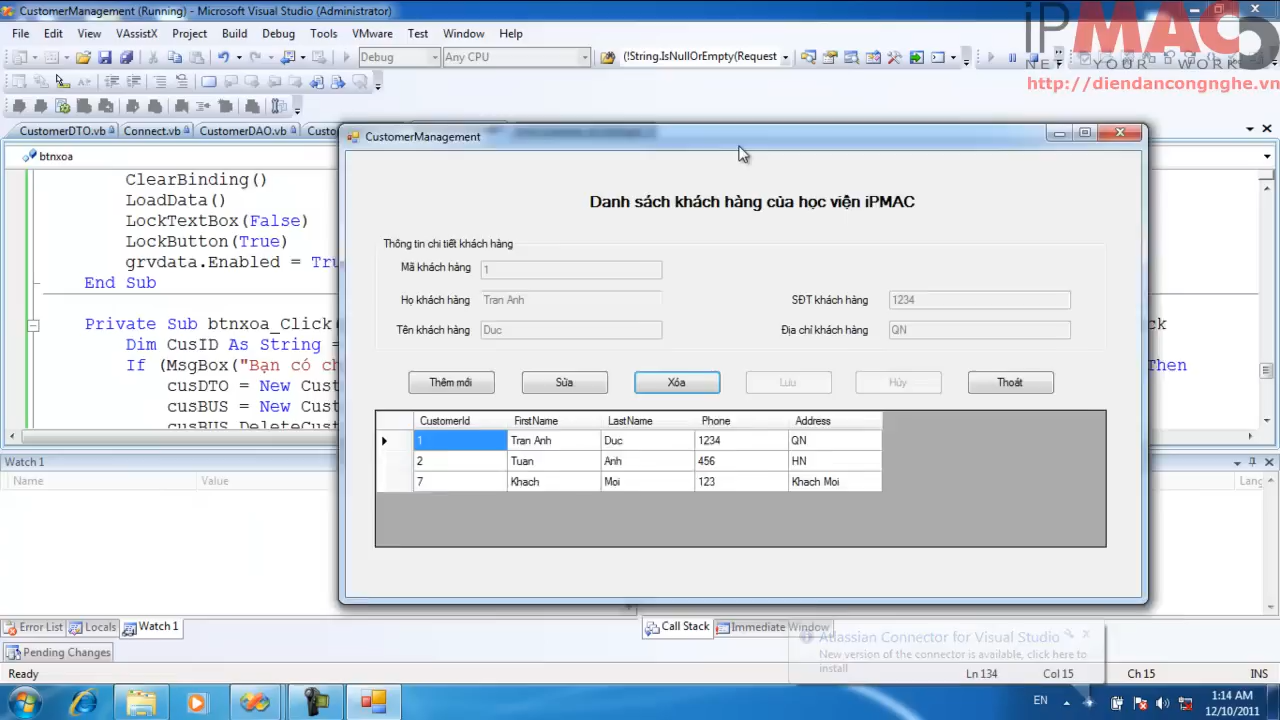 CustomerManagement (Running) - Microsoft Visual Studio (Administrator)
File Edit View VAssistX Project Build Debug Tools VMware Test Window Help
Debug Any CPU (!String.IsNullOrEmpty(Request
iPMAC
NETWORK YOUR WORK
http://diendancongnghe.vn
CustomerDTO.vb Connect.vb CustomerDAO.vb
btnxoa
ClearBinding()
LoadData()
LockTextBox(False)
LockButton(True)
grvdata.Enabled =
End Sub
Private Sub btnxoa_Click(
Dim CusID As String =
If (MsgBox("Bạn có
Then
cusDTO = New
cusBUS = New
CustomerManagement
Danh sách khách hàng của học viện iPMAC
Thông tin chi tiết khách hàng
Mã khách hàng 1
Họ khách hàng Tran Anh SĐT khách hàng 1234
Tên khách hàng Duc Địa chỉ khách hàng QN
Thêm mới Sửa Xóa Lưu Hủy Thoát
CustomerId FirstName LastName Phone Address
1 Tran Anh Duc 1234 QN
2 Tuan Anh 456 HN
7 Khach Moi 123 Khach Moi
Watch 1
Name Value
Error List Locals Watch 1 Call Stack Immediate Window
Pending Changes
Atlassian Connector for Visual Studio
New version of the connector is available, click here to
install
Ready Ln 134 Col 15 Ch 15 INS
EN 1:14 AM
12/10/2011